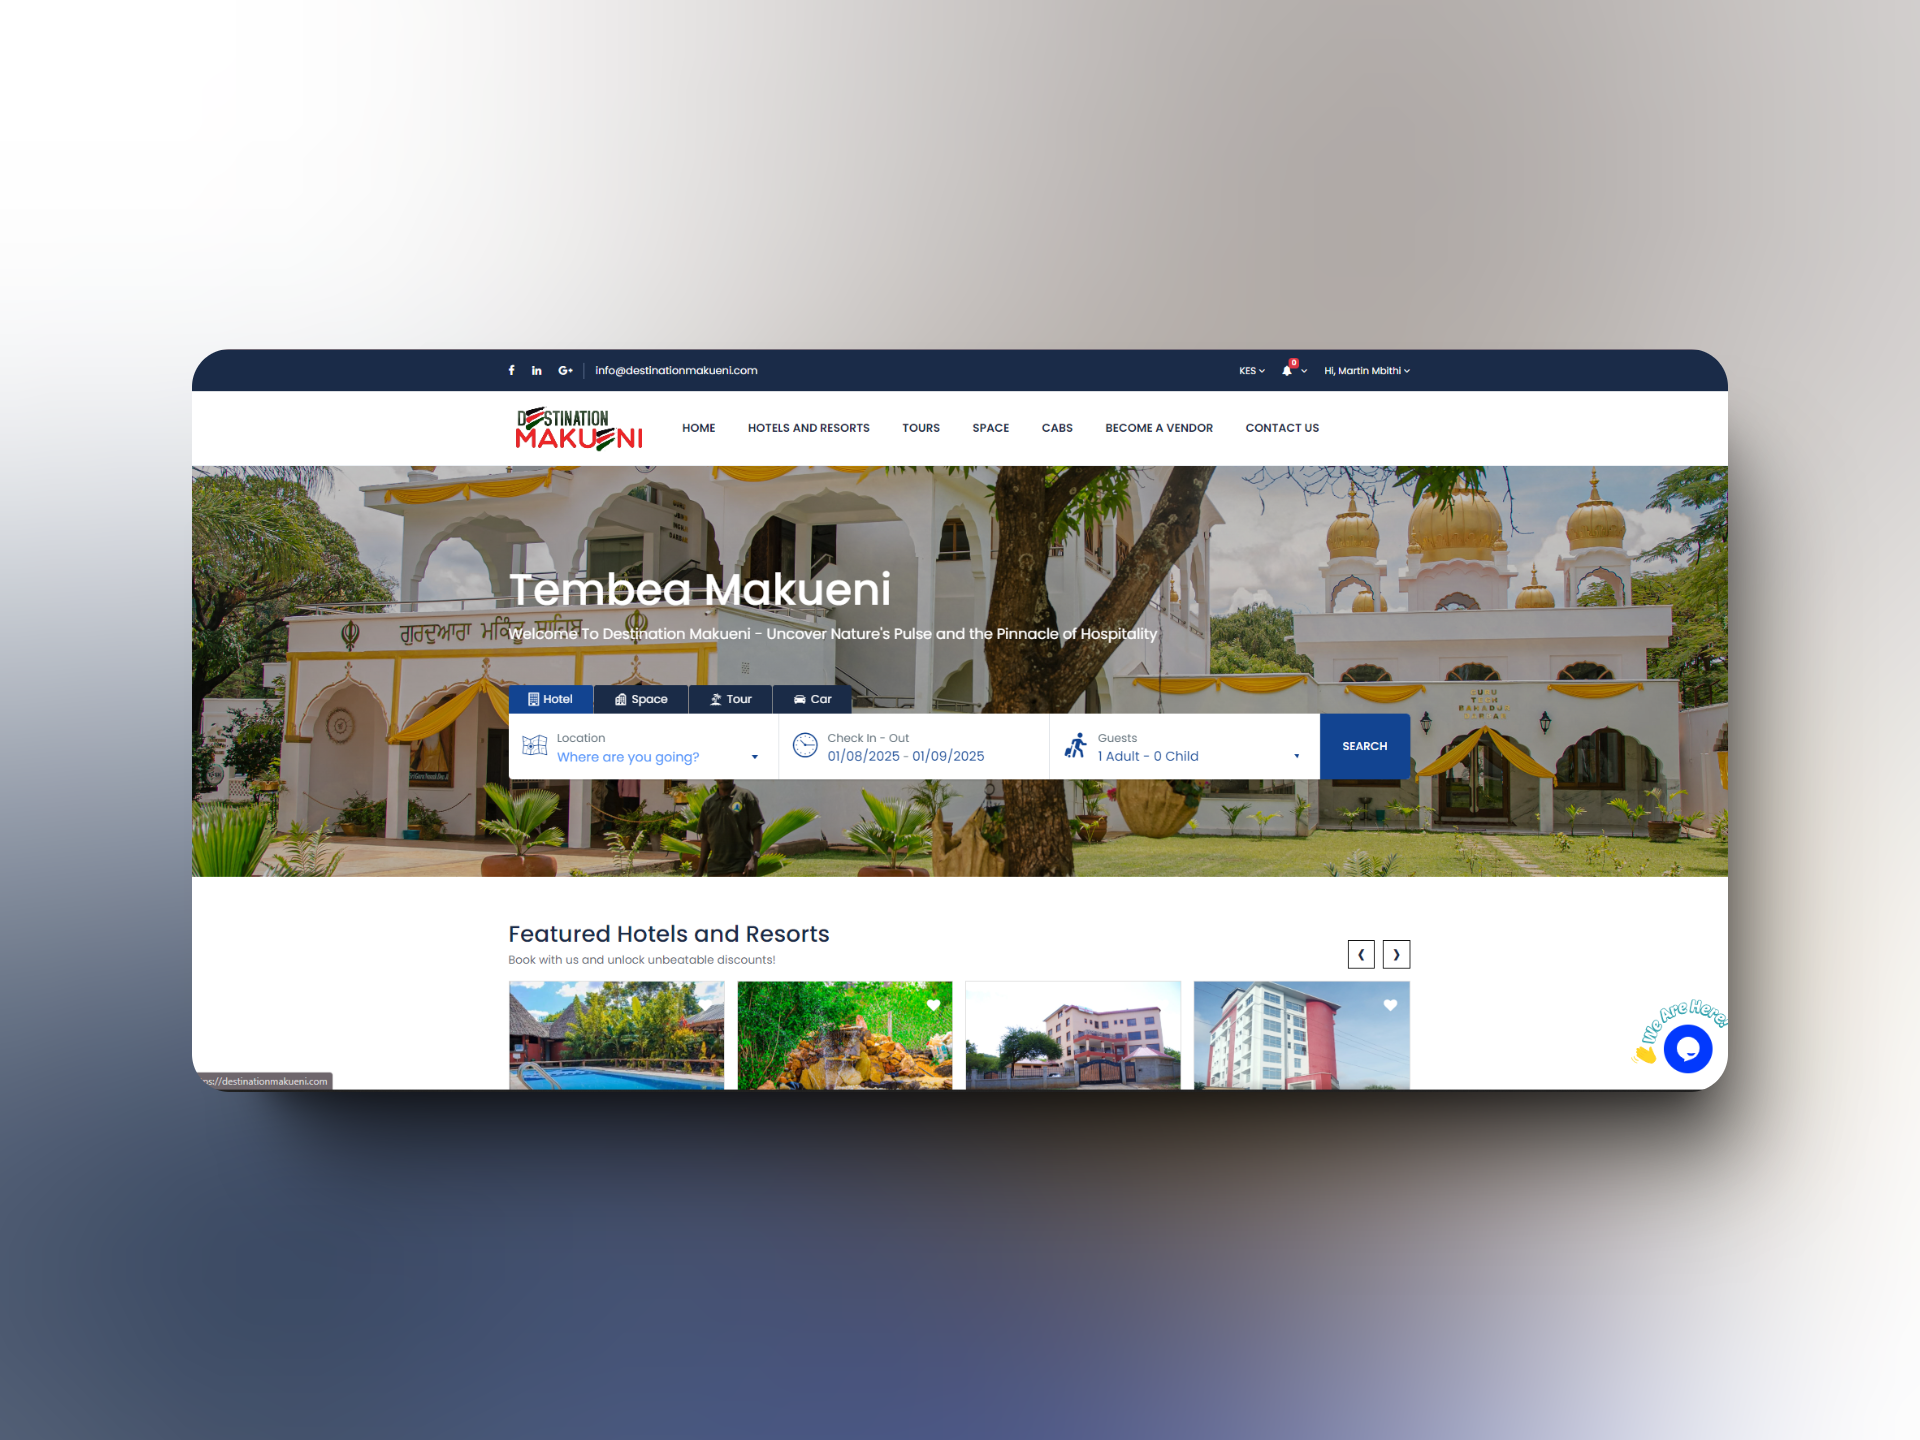 info@destinationmakueni.com
KES
0
Hi, Martin Mbithi
DESTINATION
MAKUENI
HOME
HOTELS AND RESORTS
TOURS
SPACE
CABS
BECOME A VENDOR
CONTACT US
Tembea Makueni
ਗੁਰਦੁਆਰਾ ਮਕਿੰਡੂ ਸਾਹਿਬ
Welcome To Destination Makueni - Uncover Nature's Pulse and the Pinnacle of Hospitality
Hotel
Space
Tour
Car
Location
Where are you going?
Check In - Out
01/08/2025 - 01/09/2025
Guests
1 Adult - 0 Child
SEARCH
Featured Hotels and Resorts
Book with us and unlock unbeatable discounts!
We Are Here!
ps://destinationmakueni.com